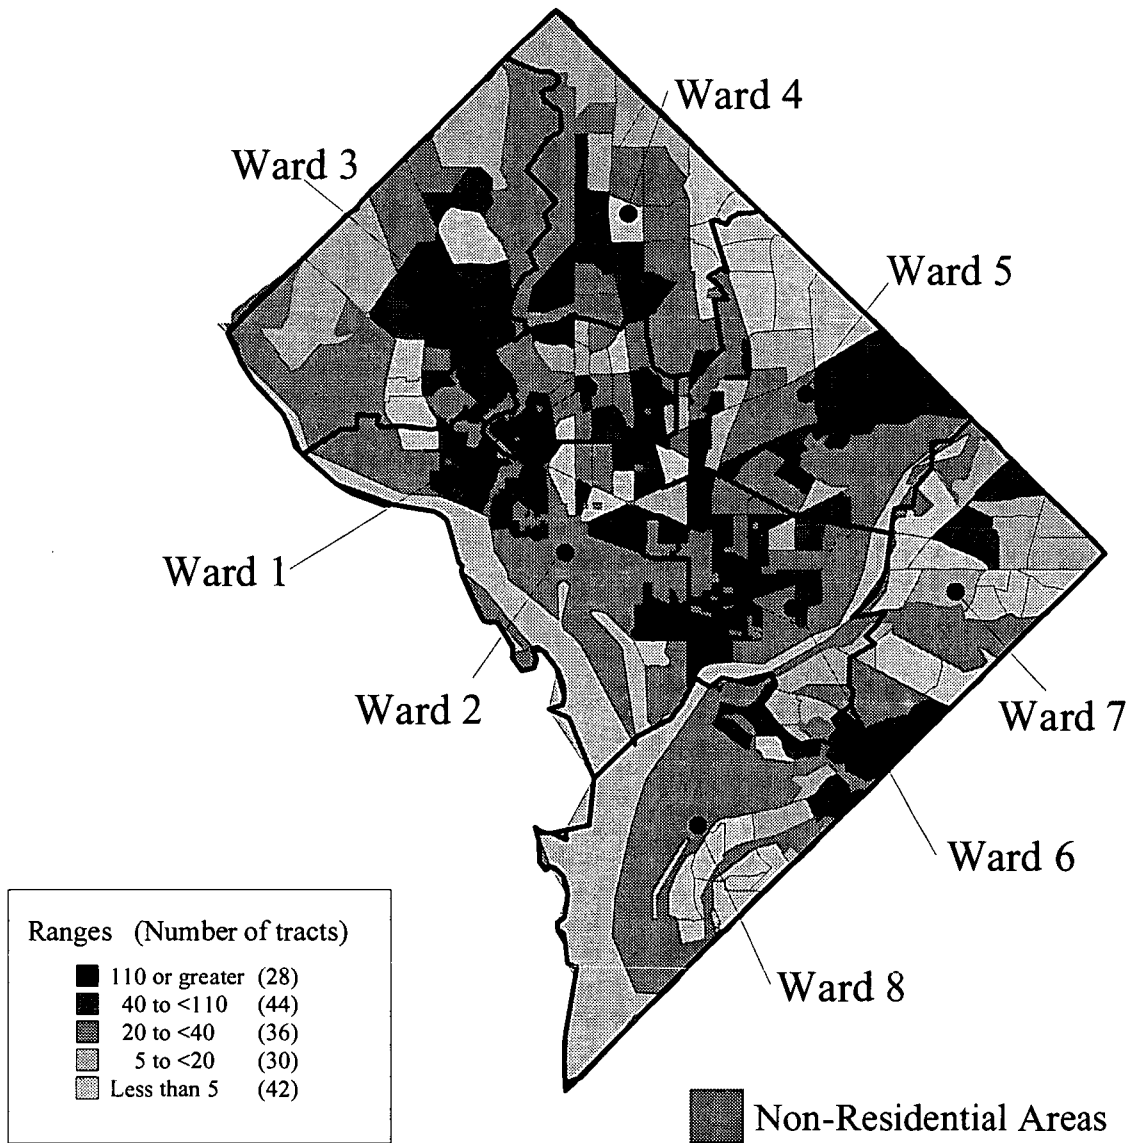 Ward 4
Ward 3
Ward 5
Ward 1
Ward 2
Ward 7
Ward 6
Ward 8
Ranges (Number of tracts)
110 or greater (28)
40 to <110 (44)
20 to <40 (36)
5 to <20 (30)
Less than 5 (42)
Non-Residential Areas